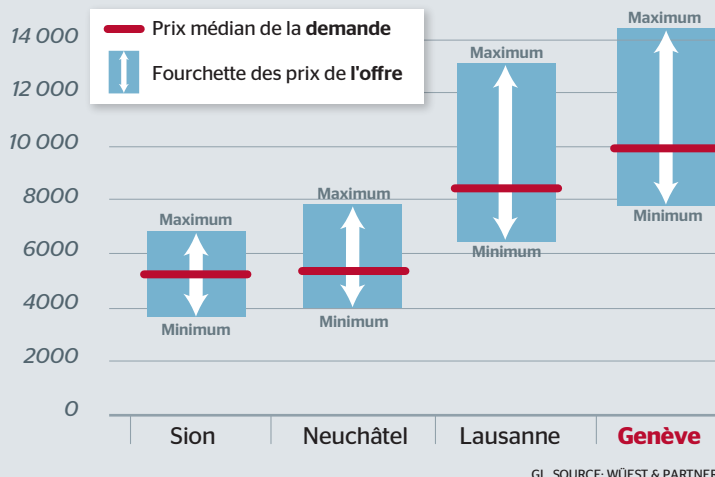 Prix médian de la demande
Fourchette des prix de l'offre
14 000
12 000
10 000
8000
6000
4000
2000
0
Maximum
Minimum
Maximum
Minimum
Maximum
Minimum
Maximum
Minimum
Sion
Neuchâtel
Lausanne
Genève
GI. SOURCE: WÜEST & PARTNER